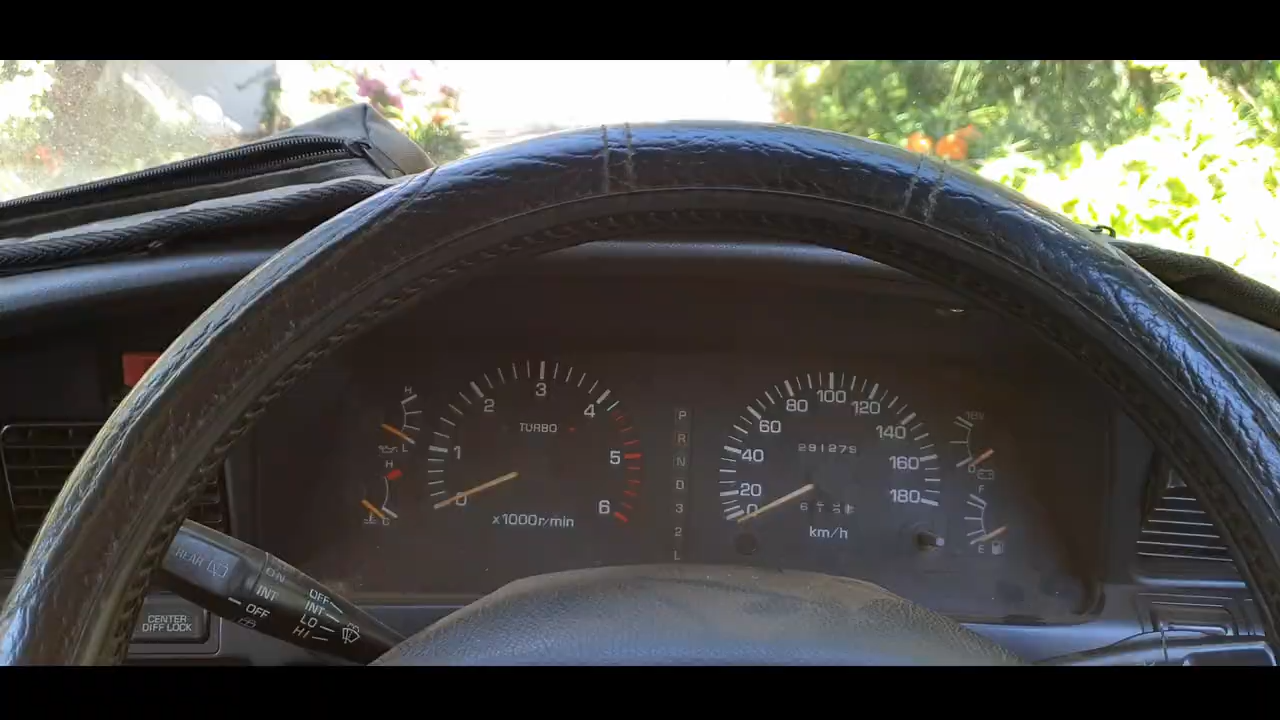 H
L
H
C
0
1
2
3
4
5
6
TURBO
x1000r/min
P
R
N
D
3
2
L
0
20
40
60
80
100
120
140
160
180
291279
km/h
18V
F
E
REAR
ON
INT
OFF
OFF
INT
LO
HI
CENTER
DIFF LOCK